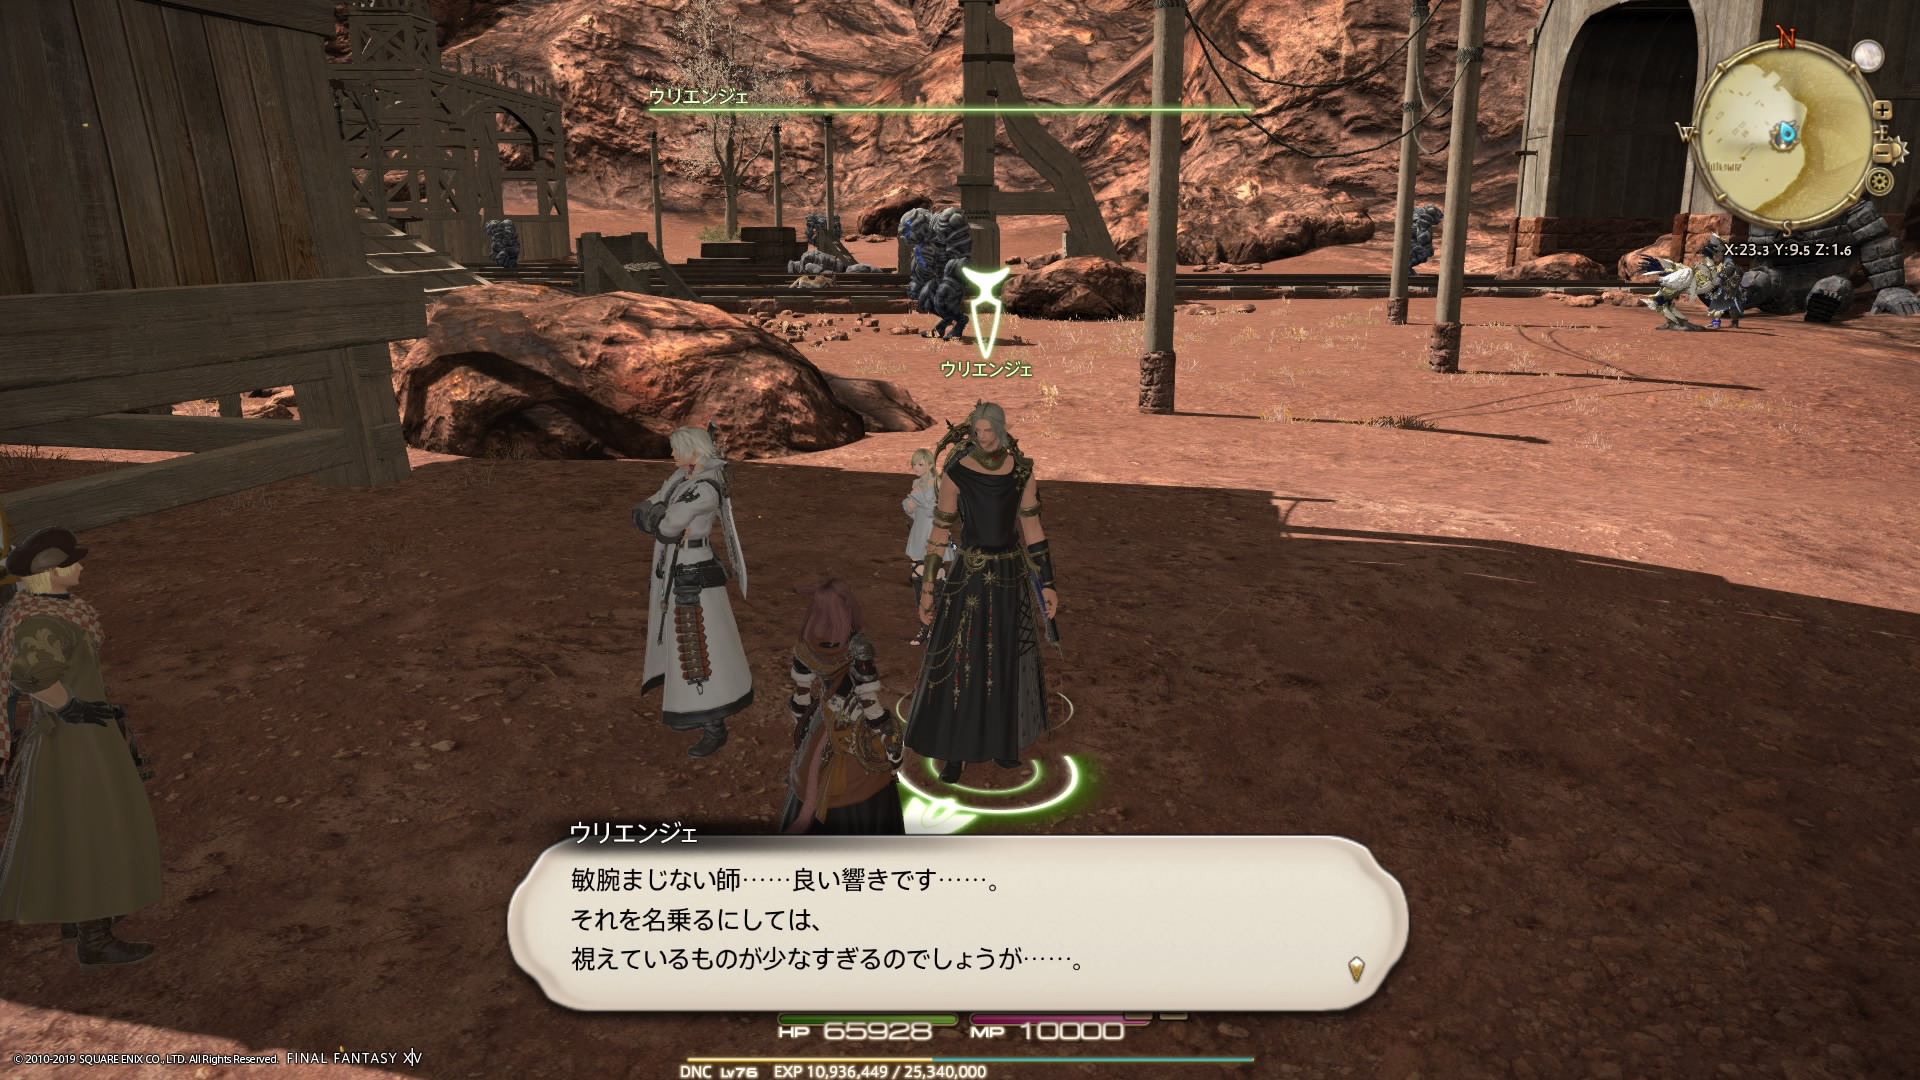 ウリエンジェ
N
W
E
S
X:23.3 Y:9.5 Z:1.6
ウリエンジェ
ウリエンジェ
敏腕まじない師……良い響きです……。
それを名乗るにしては、
視えているものが少なすぎるのでしょうが……。
HP 65928 MP 10000
© 2010-2019 SQUARE ENIX CO., LTD. All Rights Reserved. FINAL FANTASY XIV
DNC Lv76 EXP 10,936,449 / 25,340,000